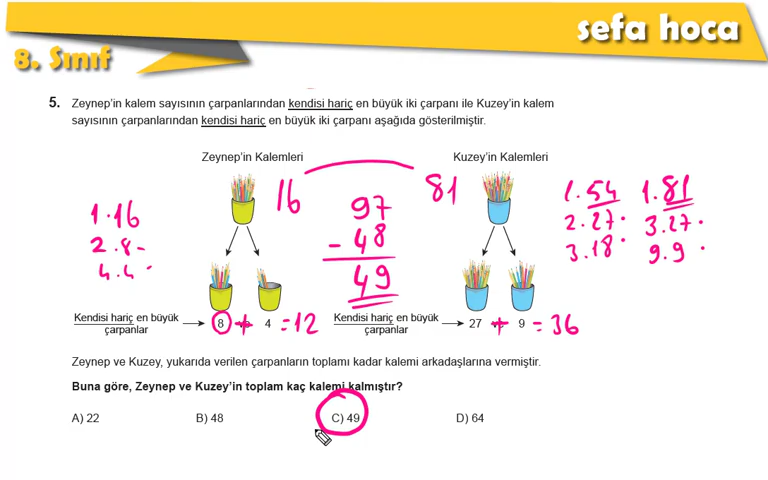 sefa hoca
8. Sınıf
5. Zeynep'in kalem sayısının çarpanlarından kendisi hariç en büyük iki çarpanı ile Kuzey'in kalem
sayısının çarpanlarından kendisi hariç en büyük iki çarpanı aşağıda gösterilmiştir.
Zeynep'in Kalemleri Kuzey'in Kalemleri
16 81
1.16
2.8
4.4
97
- 48
49
1.54 1.81
2.27 3.27
3.18 9.9
Kendisi hariç en büyük
çarpanlar
8 + 4 = 12
Kendisi hariç en büyük
çarpanlar
27 + 9 = 36
Zeynep ve Kuzey, yukarıda verilen çarpanların toplamı kadar kalemi arkadaşlarına vermiştir.
Buna göre, Zeynep ve Kuzey'in toplam kaç kalemi kalmıştır?
A) 22 B) 48 C) 49 D) 64